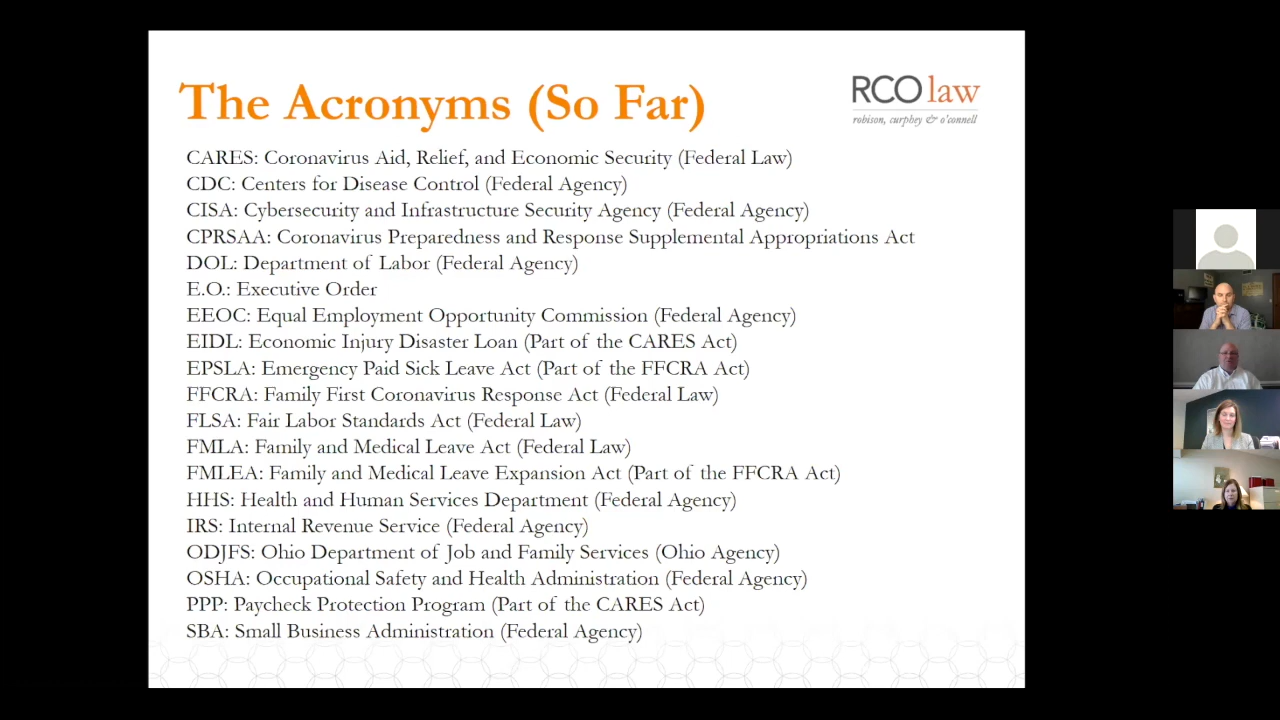 The Acronyms (So Far)
RCO law
robison, curphey & o'connell
CARES: Coronavirus Aid, Relief, and Economic Security (Federal Law)
CDC: Centers for Disease Control (Federal Agency)
CISA: Cybersecurity and Infrastructure Security Agency (Federal Agency)
CPRSAA: Coronavirus Preparedness and Response Supplemental Appropriations Act
DOL: Department of Labor (Federal Agency)
E.O.: Executive Order
EEOC: Equal Employment Opportunity Commission (Federal Agency)
EIDL: Economic Injury Disaster Loan (Part of the CARES Act)
EPSLA: Emergency Paid Sick Leave Act (Part of the FFCRA Act)
FFCRA: Family First Coronavirus Response Act (Federal Law)
FLSA: Fair Labor Standards Act (Federal Law)
FMLA: Family and Medical Leave Act (Federal Law)
FMLEA: Family and Medical Leave Expansion Act (Part of the FFCRA Act)
HHS: Health and Human Services Department (Federal Agency)
IRS: Internal Revenue Service (Federal Agency)
ODJFS: Ohio Department of Job and Family Services (Ohio Agency)
OSHA: Occupational Safety and Health Administration (Federal Agency)
PPP: Paycheck Protection Program (Part of the CARES Act)
SBA: Small Business Administration (Federal Agency)